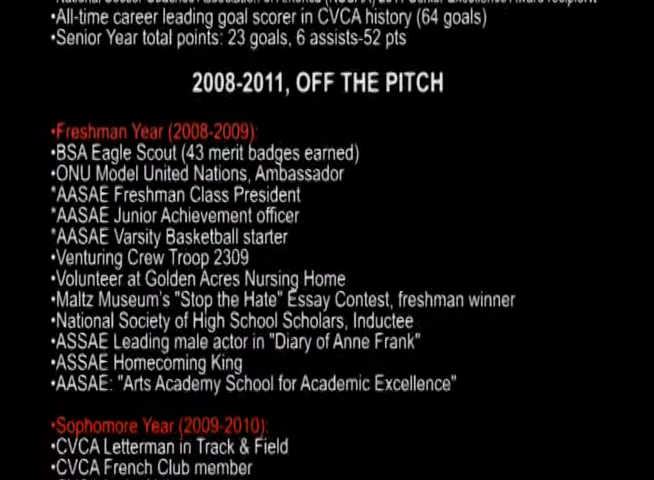 •All-time career leading goal scorer in CVCA history (64 goals)
•Senior Year total points: 23 goals, 6 assists-52 pts
2008-2011, OFF THE PITCH
•Freshman Year (2008-2009):
•BSA Eagle Scout (43 merit badges earned)
•ONU Model United Nations, Ambassador
*AASAE Freshman Class President
*AASAE Junior Achievement officer
*AASAE Varsity Basketball starter
•Venturing Crew Troop 2309
•Volunteer at Golden Acres Nursing Home
•Maltz Museum's "Stop the Hate" Essay Contest, freshman winner
•National Society of High School Scholars, Inductee
•ASSAE Leading male actor in "Diary of Anne Frank"
•ASSAE Homecoming King
•AASAE: "Arts Academy School for Academic Excellence"
•Sophomore Year (2009-2010):
•CVCA Letterman in Track & Field
•CVCA French Club member